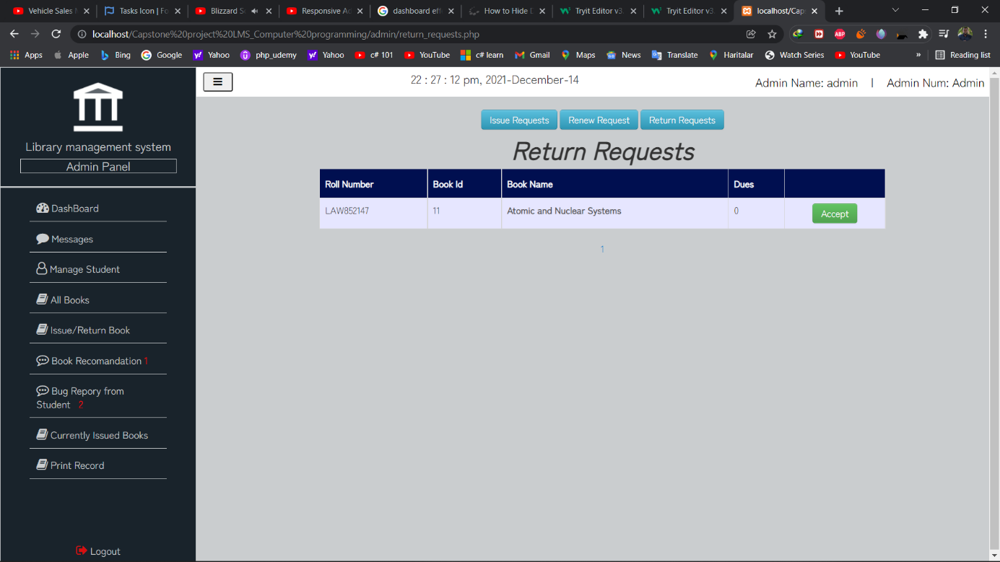 Vehicle Sales
Tasks Icon | Fo
Blizzard S
Responsive Ad
dashboard eff
How to Hide
Tryit Editor v3.
Tryit Editor v3.
localhost/Cap
localhost/Capstone%20project%20LMS_Computer%20programming/admin/return_requests.php
Apps Apple Bing Google Yahoo php_udemy Yahoo c# 101 YouTube c# learn Gmail Maps News Translate Haritalar Watch Series YouTube » Reading list
22 : 27 : 12 pm, 2021-December-14
Admin Name: admin | Admin Num: Admin
Library management system
Admin Panel
DashBoard
Messages
Manage Student
All Books
Issue/Return Book
Book Recomandation 1
Bug Repory from
Student 2
Currently Issued Books
Print Record
Logout
Issue Requests Renew Request Return Requests
Return Requests
Roll Number Book Id Book Name Dues
LAW852147 11 Atomic and Nuclear Systems 0 Accept
1